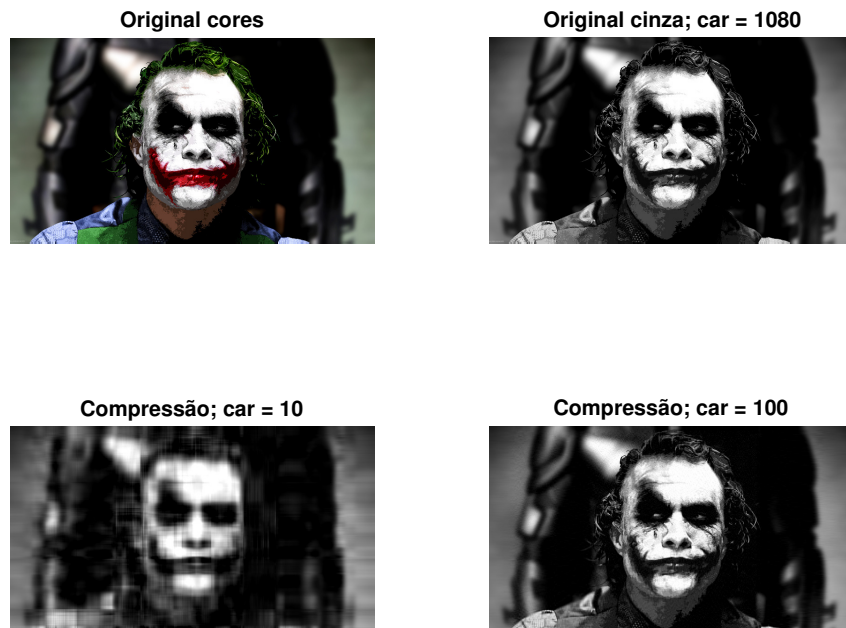 Original cores
Original cinza; car = 1080
Compressão; car = 10
Compressão; car = 100